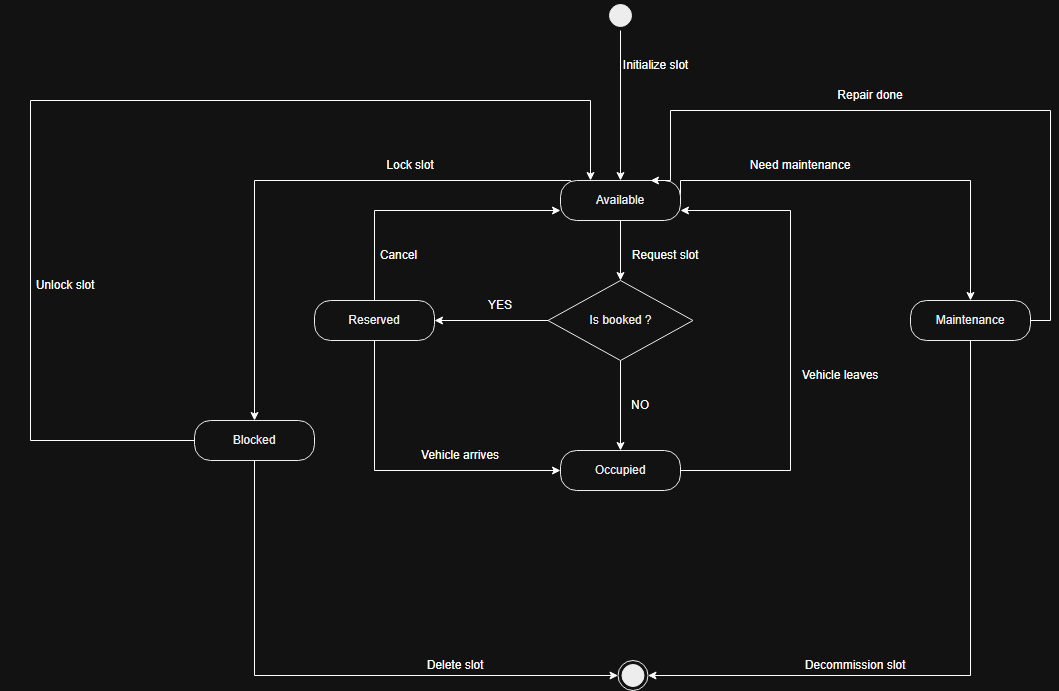 Initialize slot
Repair done
Lock slot
Need maintenance
Available
Cancel
Request slot
Unlock slot
YES
Reserved
Is booked ?
Maintenance
Vehicle leaves
NO
Blocked
Vehicle arrives
Occupied
Delete slot
Decommission slot